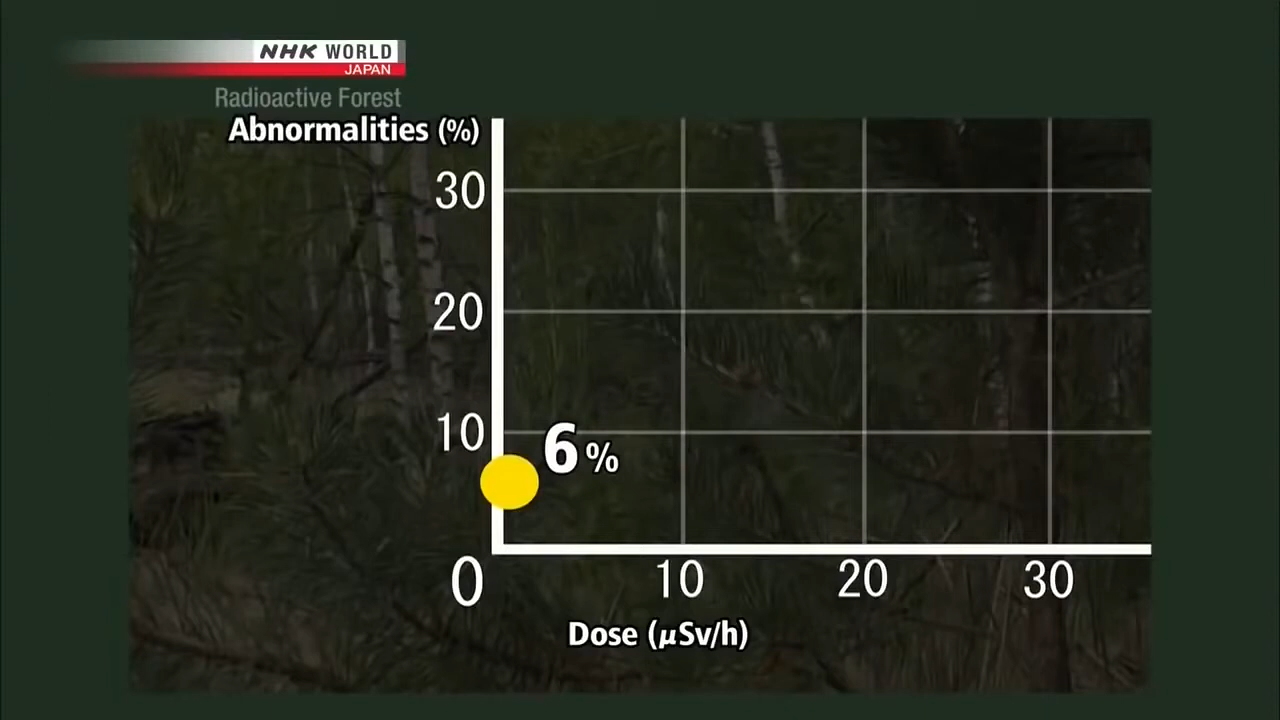 NHK WORLD
JAPAN
Radioactive Forest
Abnormalities (%)
30
20
10
6 %
0
10
20
30
Dose (μSv/h)